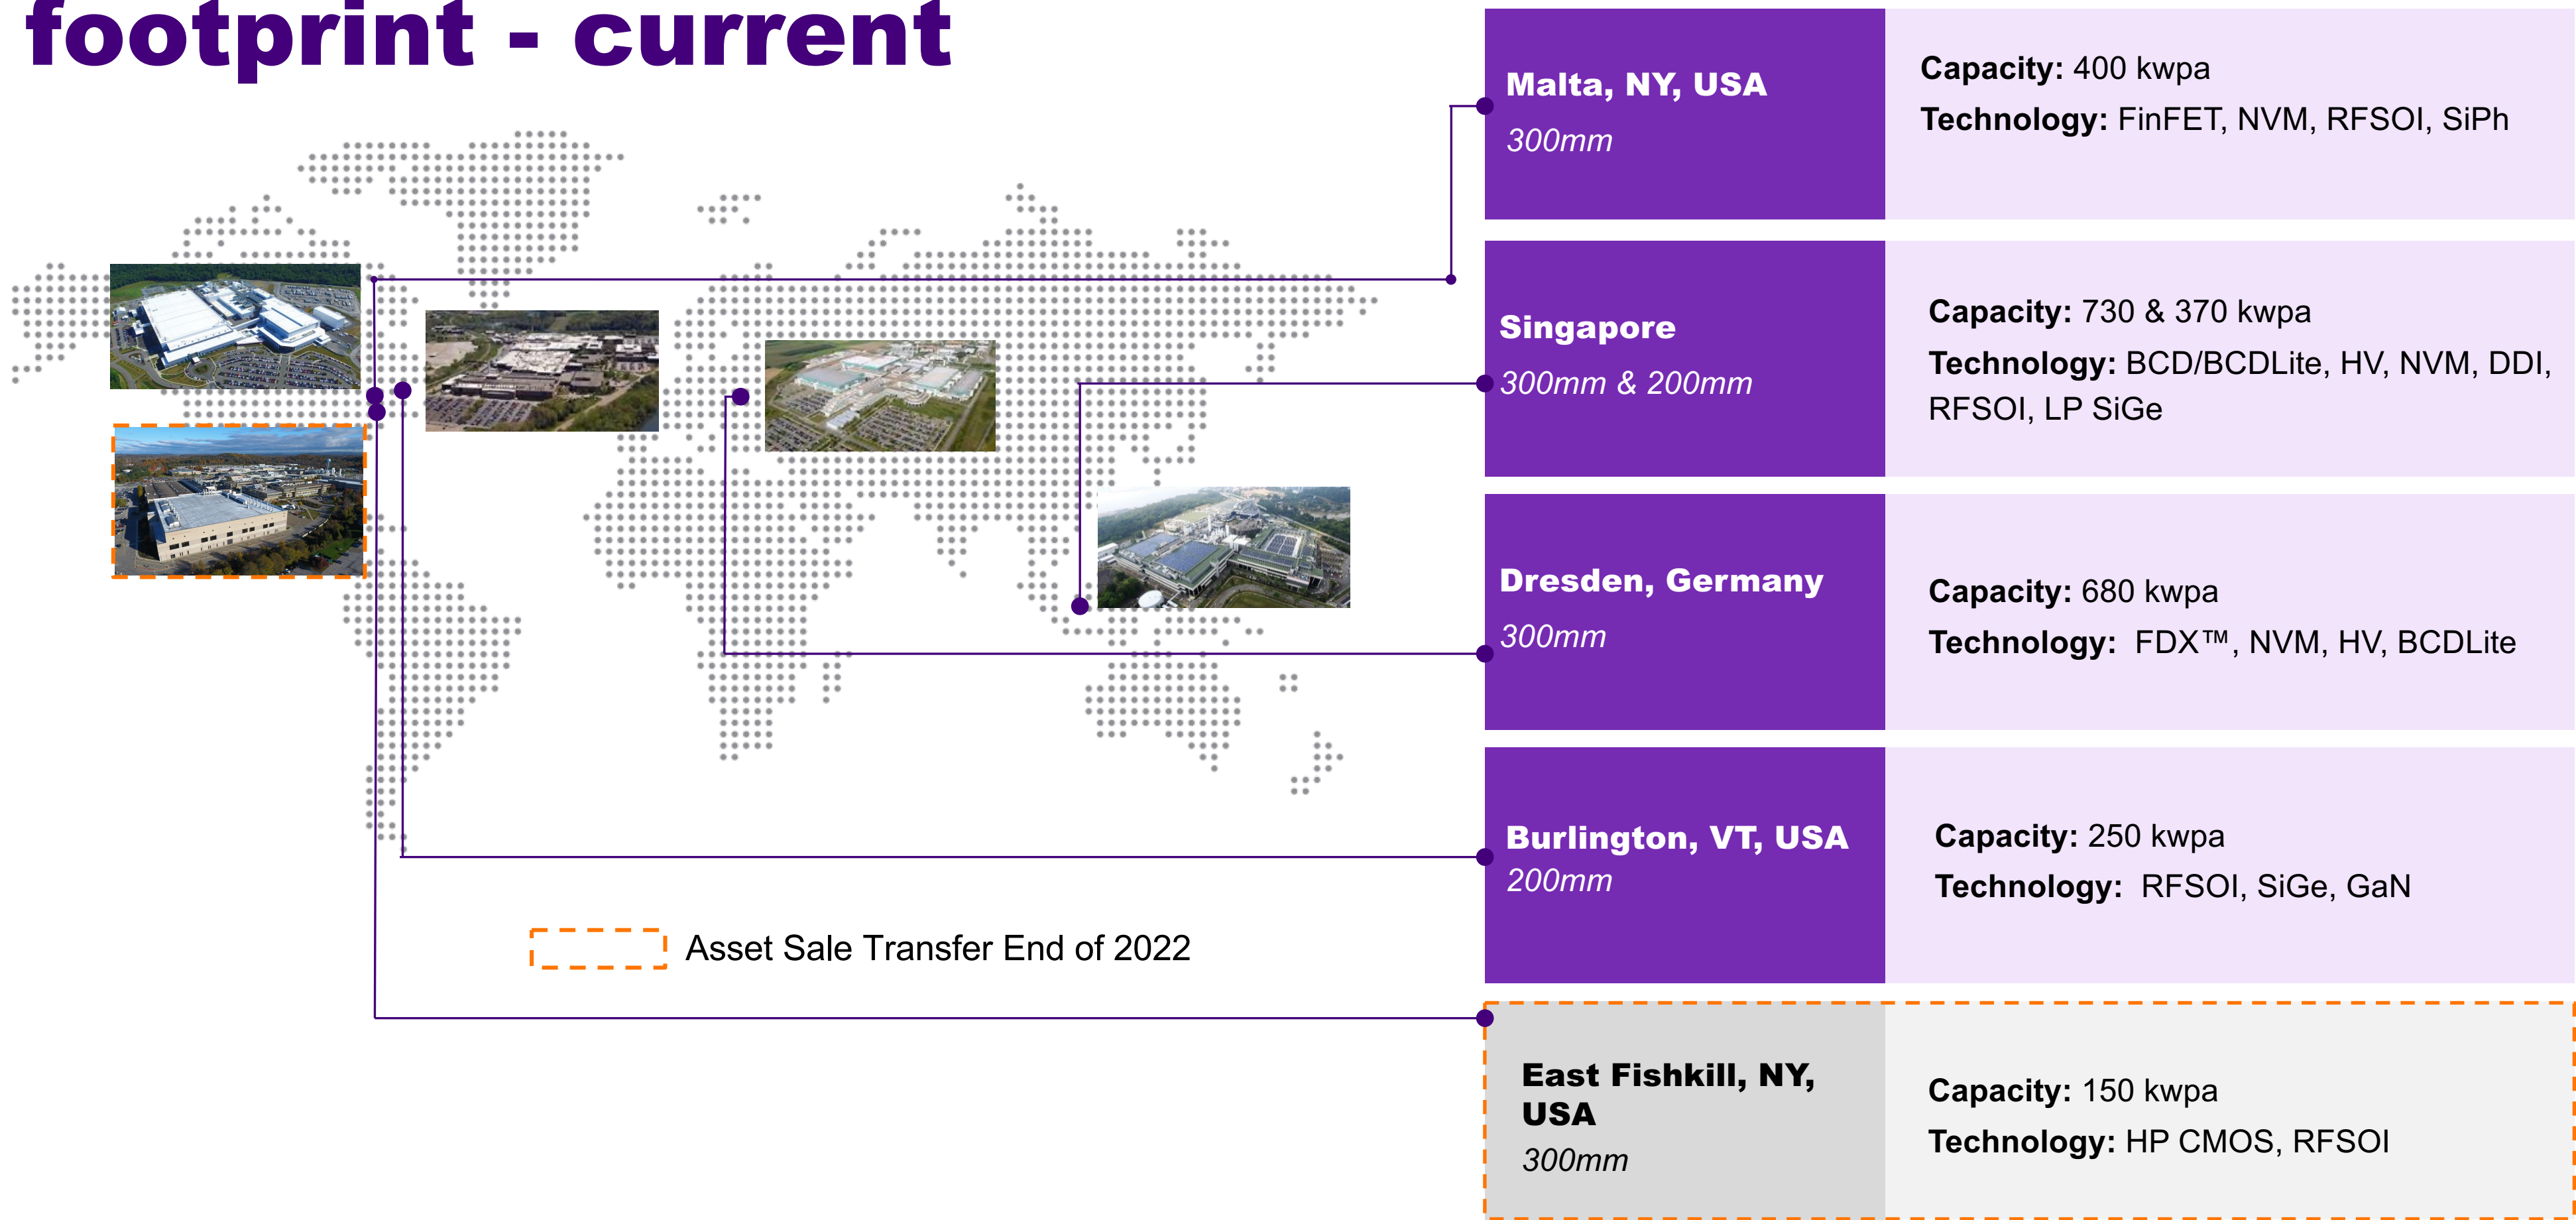 footprint - current
Malta, NY, USA
300mm
Capacity: 400 kwpa
Technology: FinFET, NVM, RFSOI, SiPh
Singapore
300mm & 200mm
Capacity: 730 & 370 kwpa
Technology: BCD/BCDLite, HV, NVM, DDI,
RFSOI, LP SiGe
Dresden, Germany
300mm
Capacity: 680 kwpa
Technology:  FDX™, NVM, HV, BCDLite
Burlington, VT, USA
200mm
Capacity: 250 kwpa
Technology:  RFSOI, SiGe, GaN
Asset Sale Transfer End of 2022
East Fishkill, NY,
USA
300mm
Capacity: 150 kwpa
Technology: HP CMOS, RFSOI